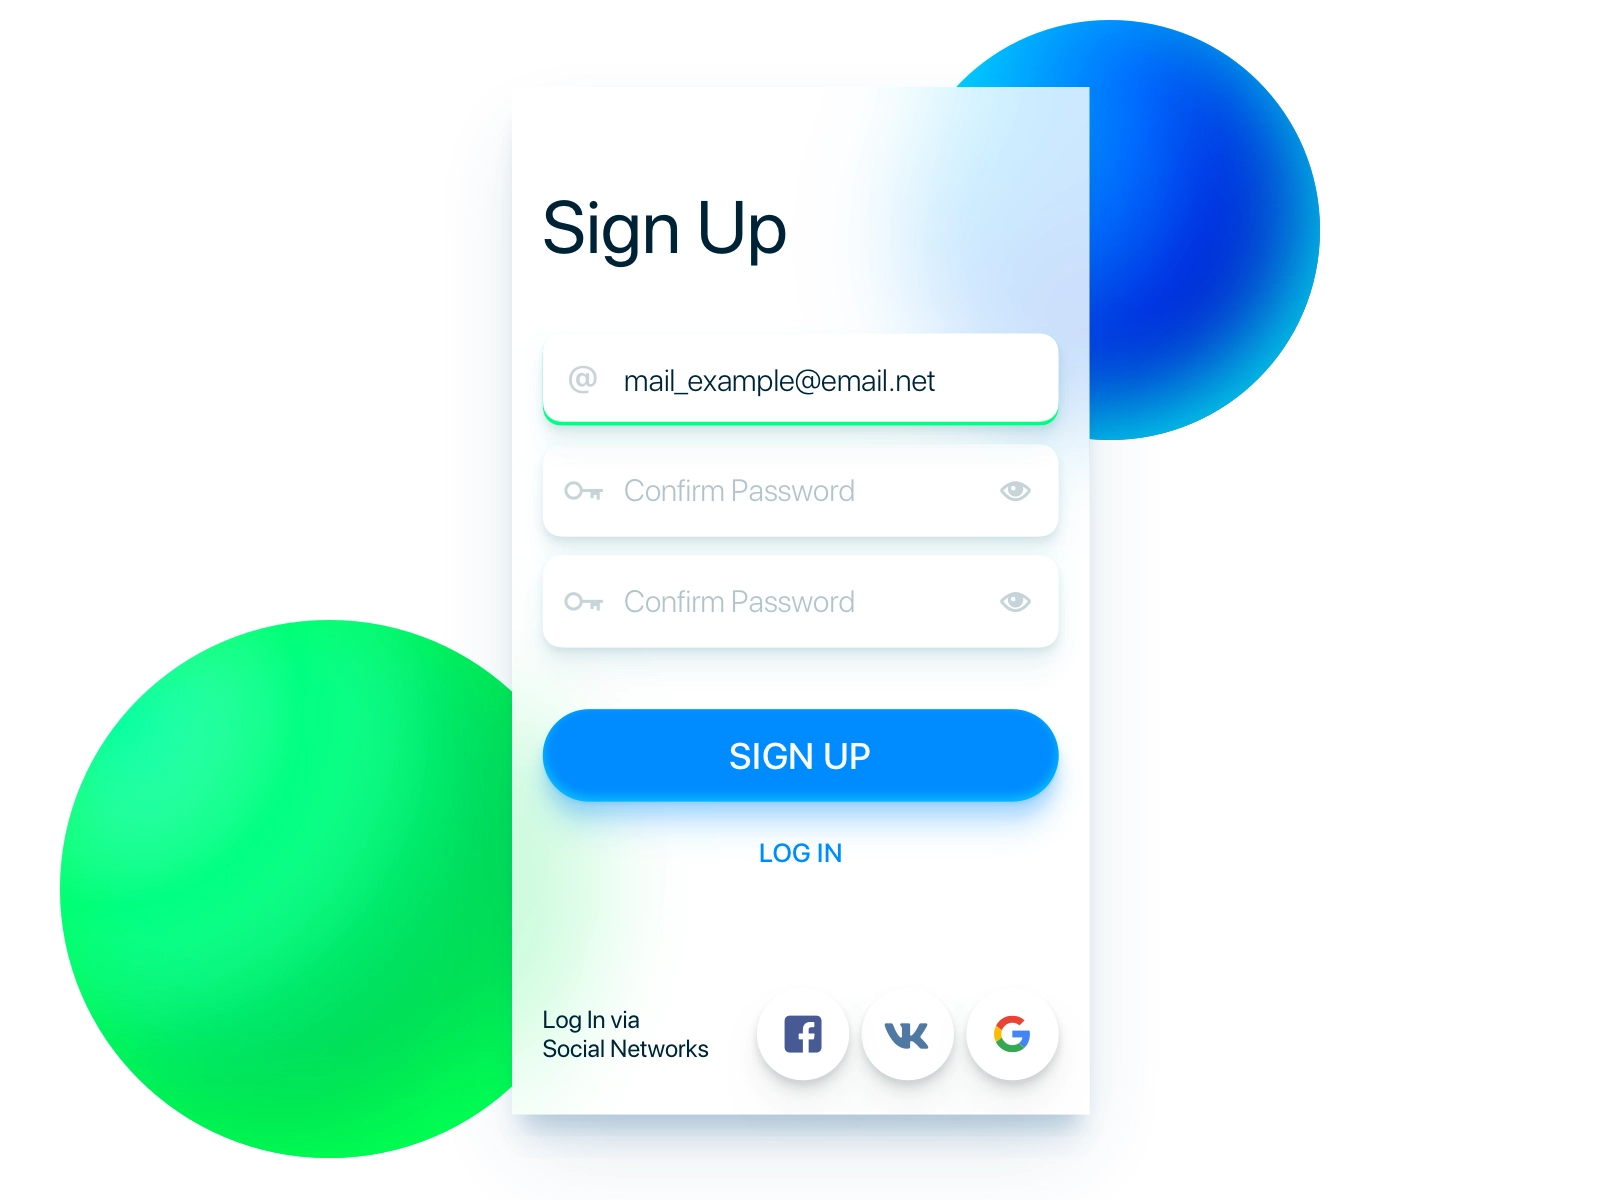 Sign Up
@ mail_example@email.net
Confirm Password
Confirm Password
SIGN UP
LOG IN
Log In via
Social Networks